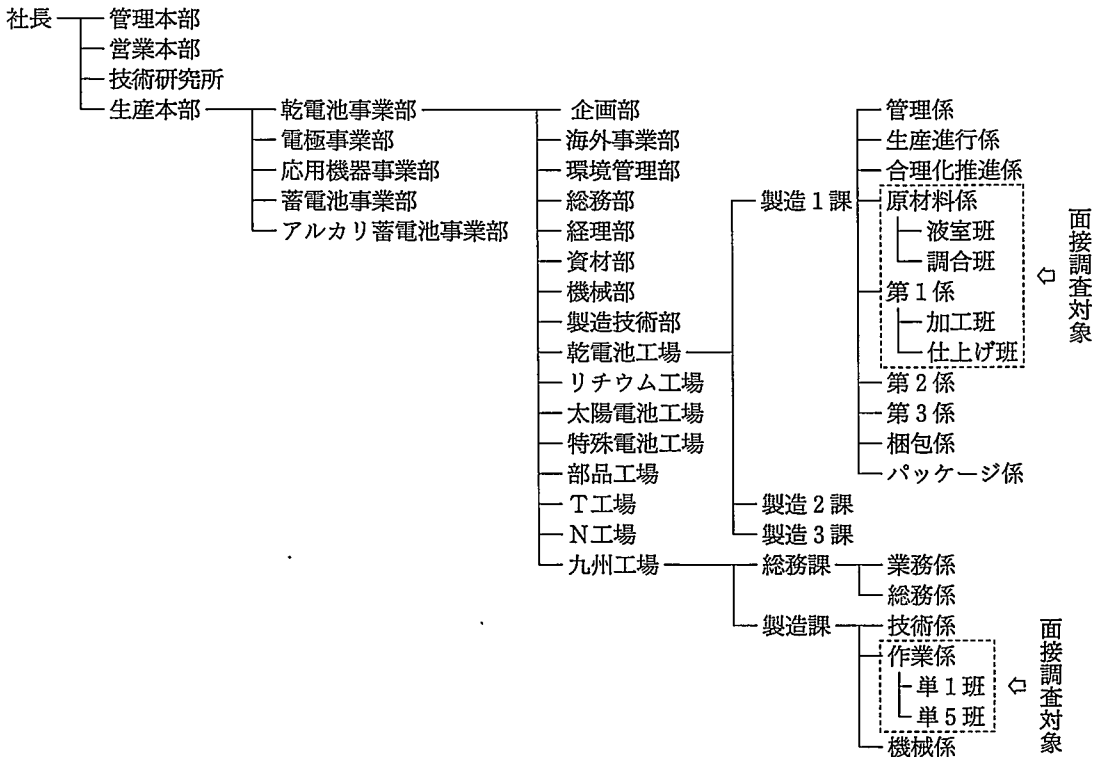 社長 管理本部
営業本部
技術研究所
生産本部 乾電池事業部 企画部 管理係
電極事業部 海外事業部 生産進行係
応用機器事業部 環境管理部 合理化推進係
蓄電池事業部 総務部 製造1課 原材料係
アルカリ蓄電池事業部 経理部 液室班
資材部 調合班
機械部 第1係
製造技術部 加工班
乾電池工場 仕上げ班
リチウム工場 第2係
太陽電池工場 第3係
特殊電池工場 梱包係
部品工場 パッケージ係
T工場 製造2課
N工場 製造3課
九州工場 総務課 業務係
総務係
製造課 技術係
作業係
単1班
単5班
機械係
面接調査対象
面接調査対象